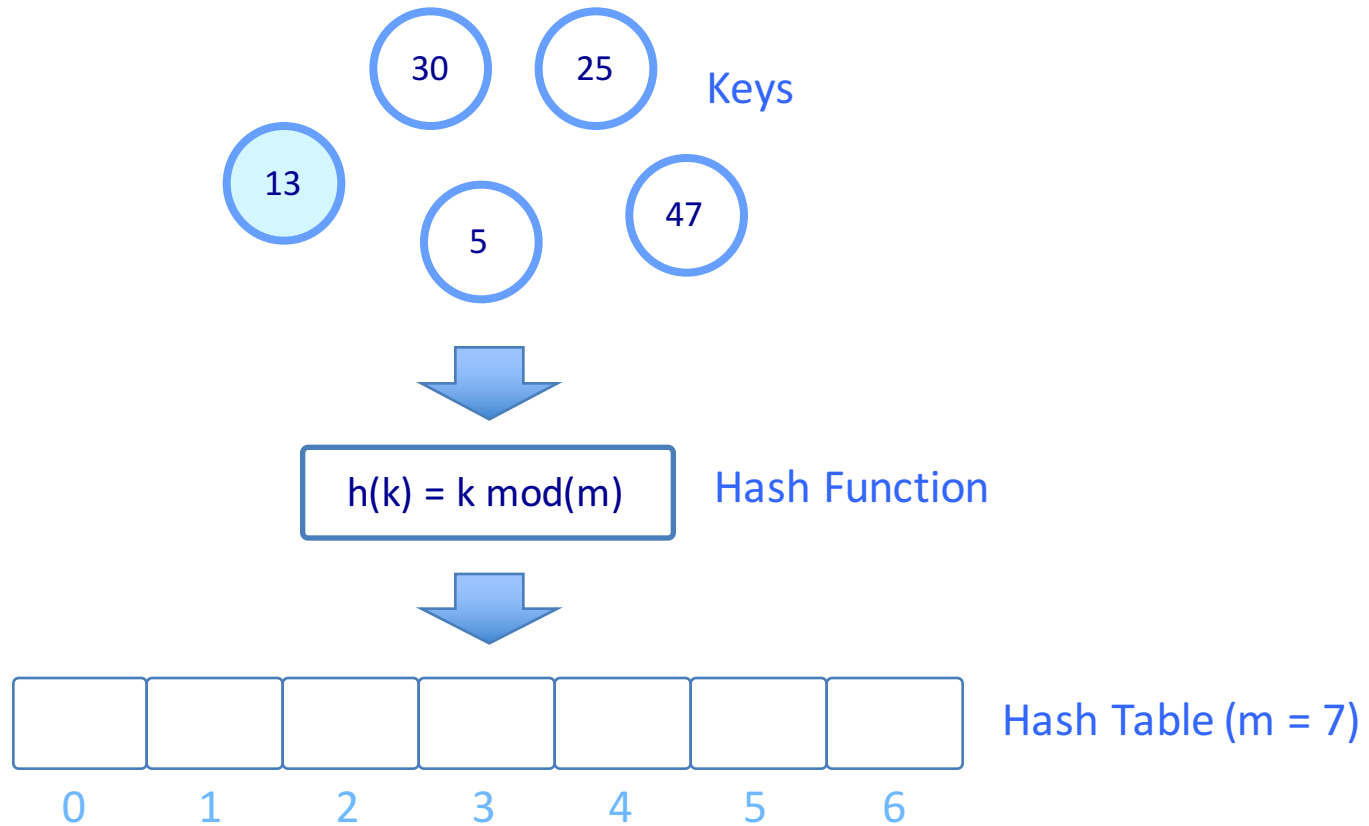 30
25
Keys
13
5
47
h(k) = k mod(m)
Hash Function
Hash Table (m = 7)
0 1 2 3 4 5 6